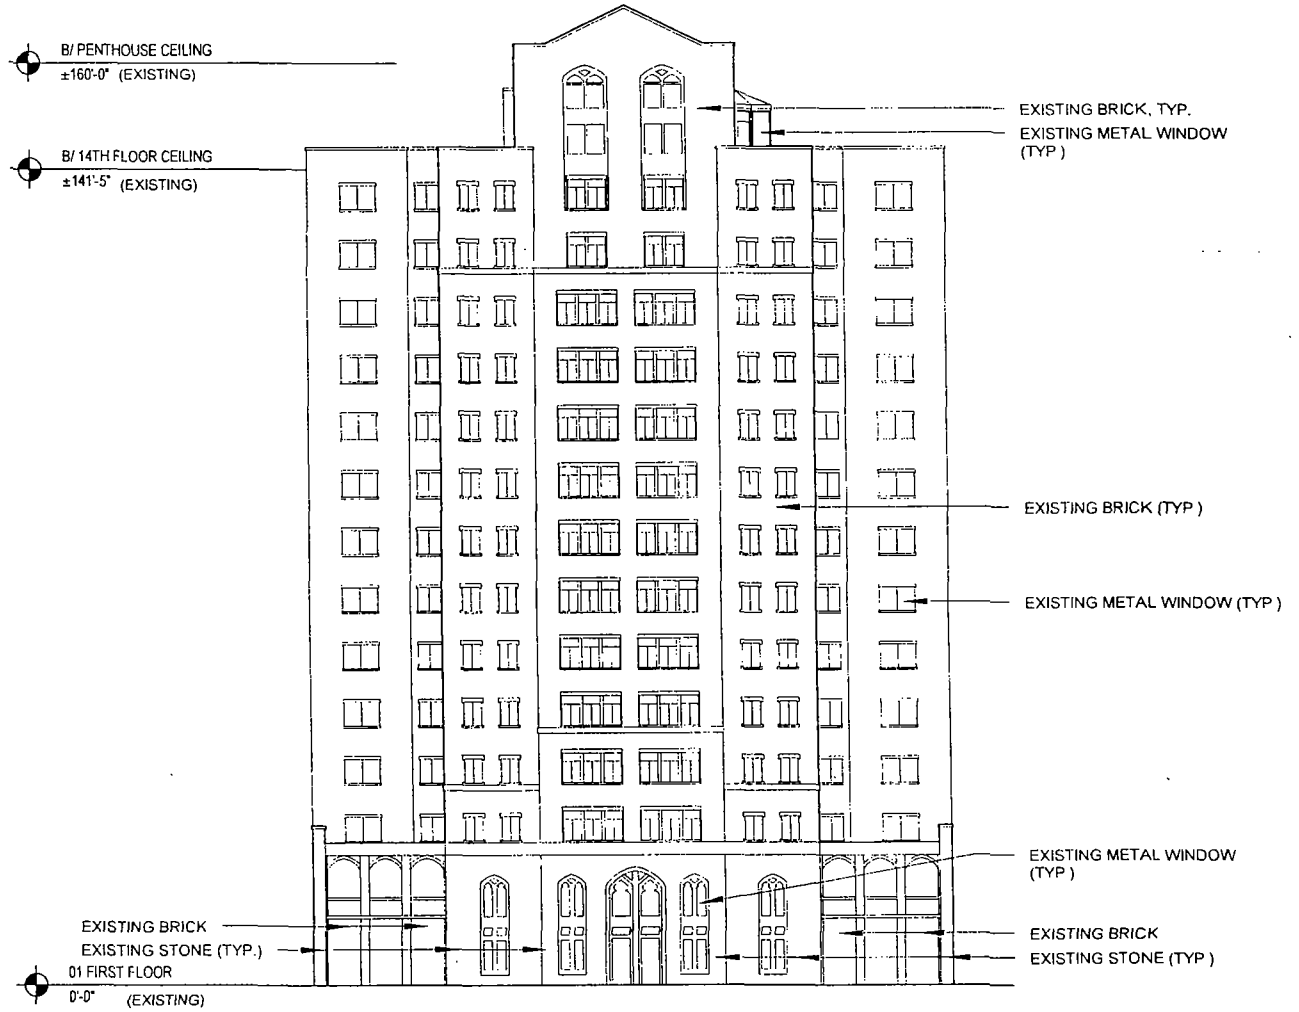 B/ PENTHOUSE CEILING
±160'-0" (EXISTING)
EXISTING BRICK, TYP.
EXISTING METAL WINDOW
(TYP )
B/ 14TH FLOOR CEILING
±141'-5" (EXISTING)
EXISTING BRICK (TYP )
EXISTING METAL WINDOW (TYP )
EXISTING METAL WINDOW
(TYP )
EXISTING BRICK
EXISTING STONE (TYP.)
EXISTING BRICK
EXISTING STONE (TYP )
01 FIRST FLOOR
0'-0" (EXISTING)